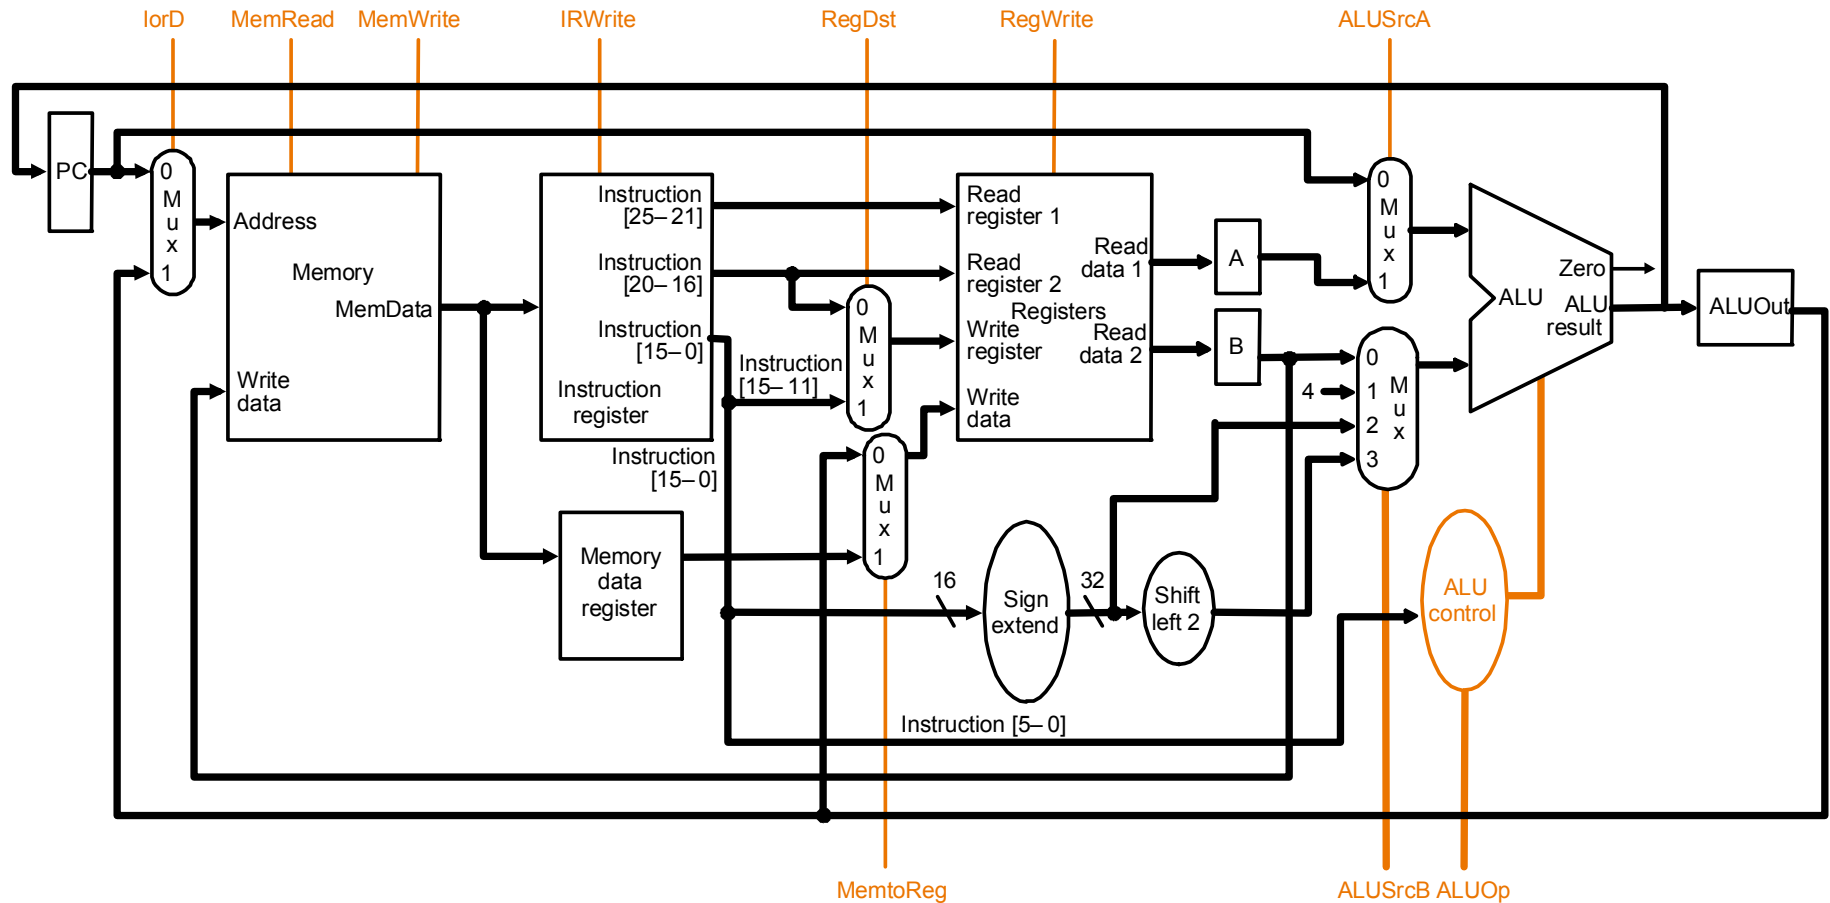 IorD MemRead MemWrite IRWrite RegDst RegWrite ALUSrcA
PC
0
M
u
x
1
Address
Memory
MemData
Write
data
Instruction
[25–21]
Instruction
[20–16]
Instruction
[15–0]
Instruction
register
Instruction
[15–11]
Instruction
[15–0]
0
M
u
x
1
0
M
u
x
1
Memory
data
register
Read
register 1
Read
register 2
Registers
Write
register
Write
data
Read
data 1
Read
data 2
16
Sign
extend
32
Shift
left 2
Instruction [5–0]
A
B
4
0
M
u
x
1
0
1
2
3
M
u
x
Zero
ALU
ALU
result
ALUOut
ALU
control
MemtoReg ALUSrcB ALUOp